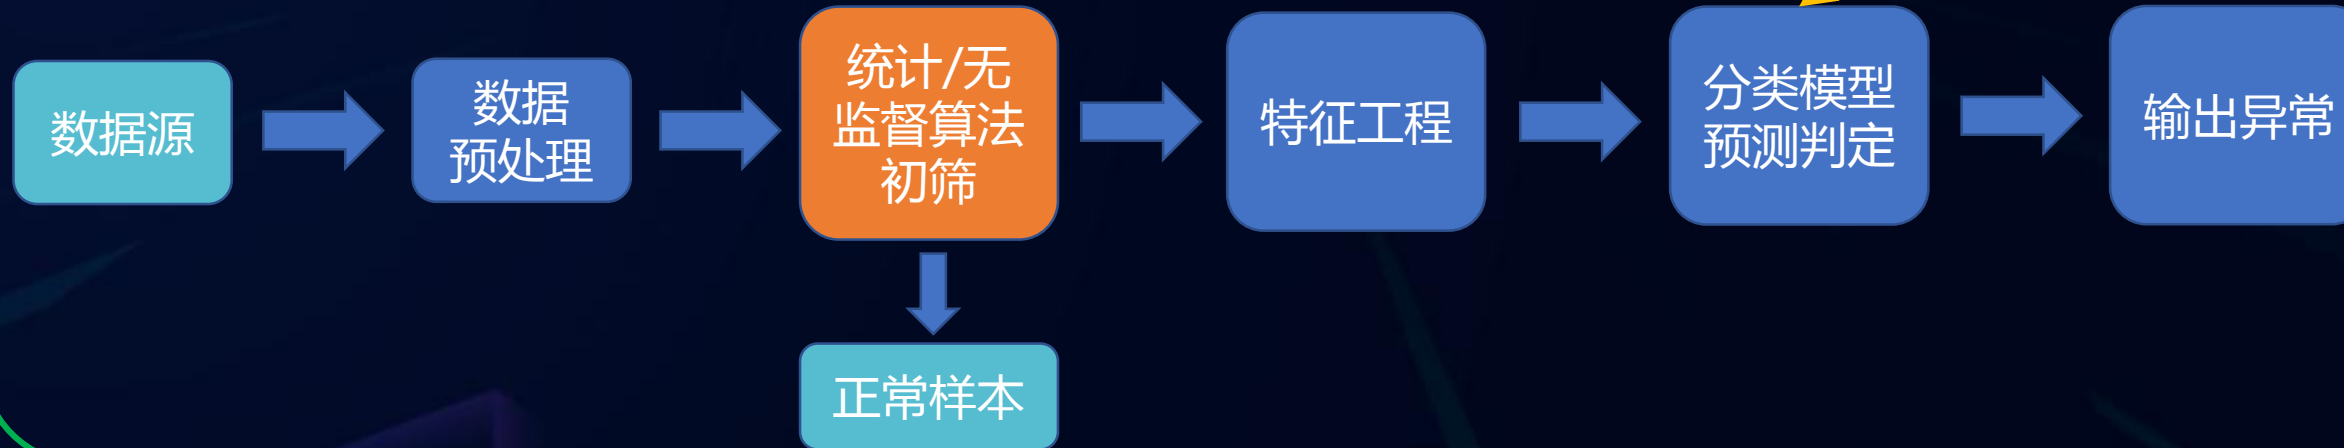 数据源
数据
预处理
统计/无
监督算法
初筛
特征工程
分类模型
预测判定
输出异常
正常样本